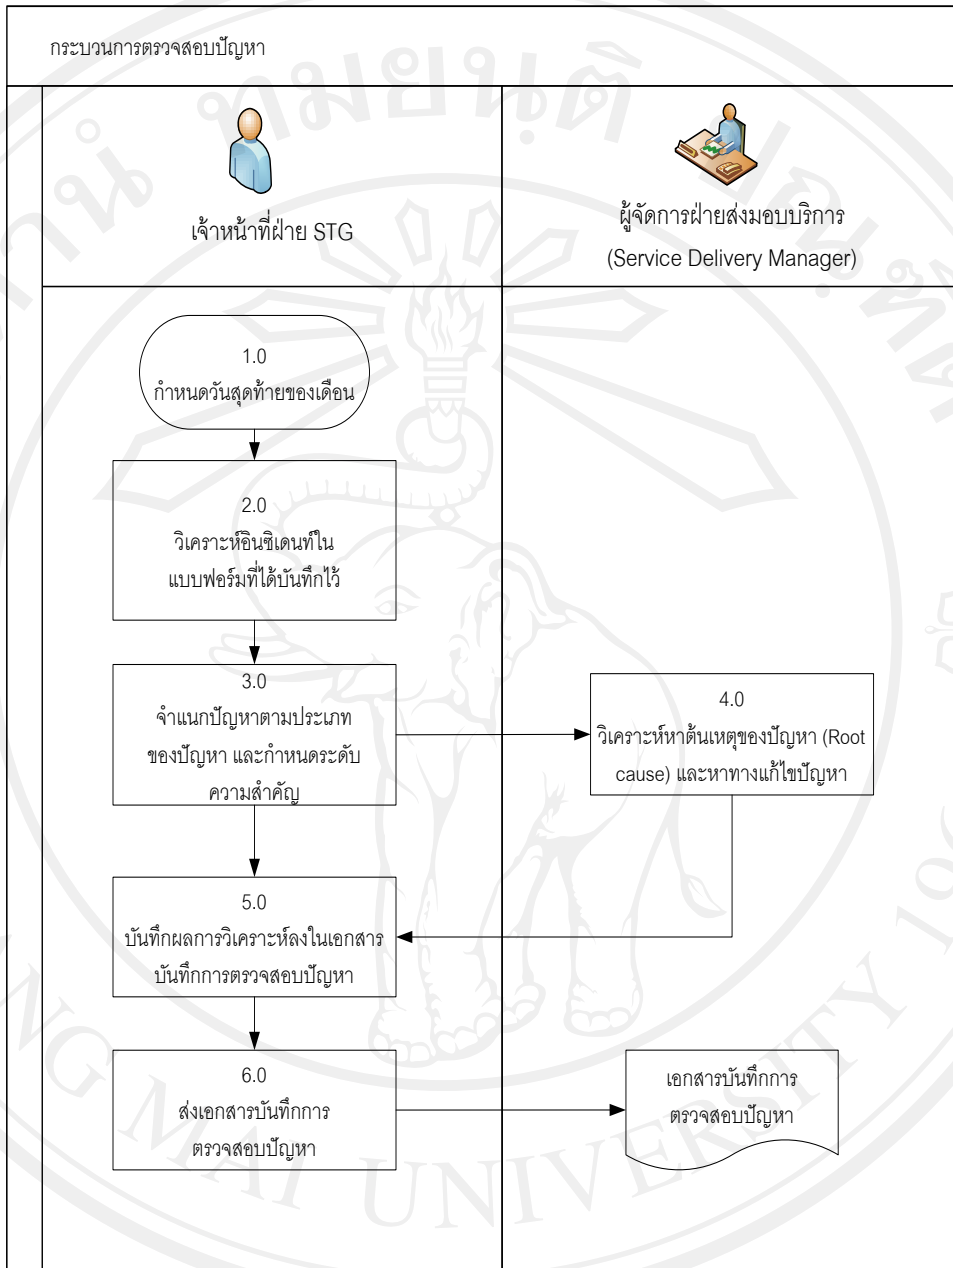 กระบวนการตรวจสอบปัญหา
เจ้าหน้าที่ฝ่าย STG
ผู้จัดการฝ่ายส่งมอบบริการ
(Service Delivery Manager)
1.0
กำหนดวันสุดท้ายของเดือน
2.0
วิเคราะห์อินซิเดนท์ใน
แบบฟอร์มที่ได้บันทึกไว้
3.0
จำแนกปัญหาตามประเภท
ของปัญหา และกำหนดระดับ
ความสำคัญ
4.0
วิเคราะห์หาต้นเหตุของปัญหา (Root
cause) และหาทางแก้ไขปัญหา
5.0
บันทึกผลการวิเคราะห์ลงในเอกสาร
บันทึกการตรวจสอบปัญหา
6.0
ส่งเอกสารบันทึกการ
ตรวจสอบปัญหา
เอกสารบันทึกการ
ตรวจสอบปัญหา